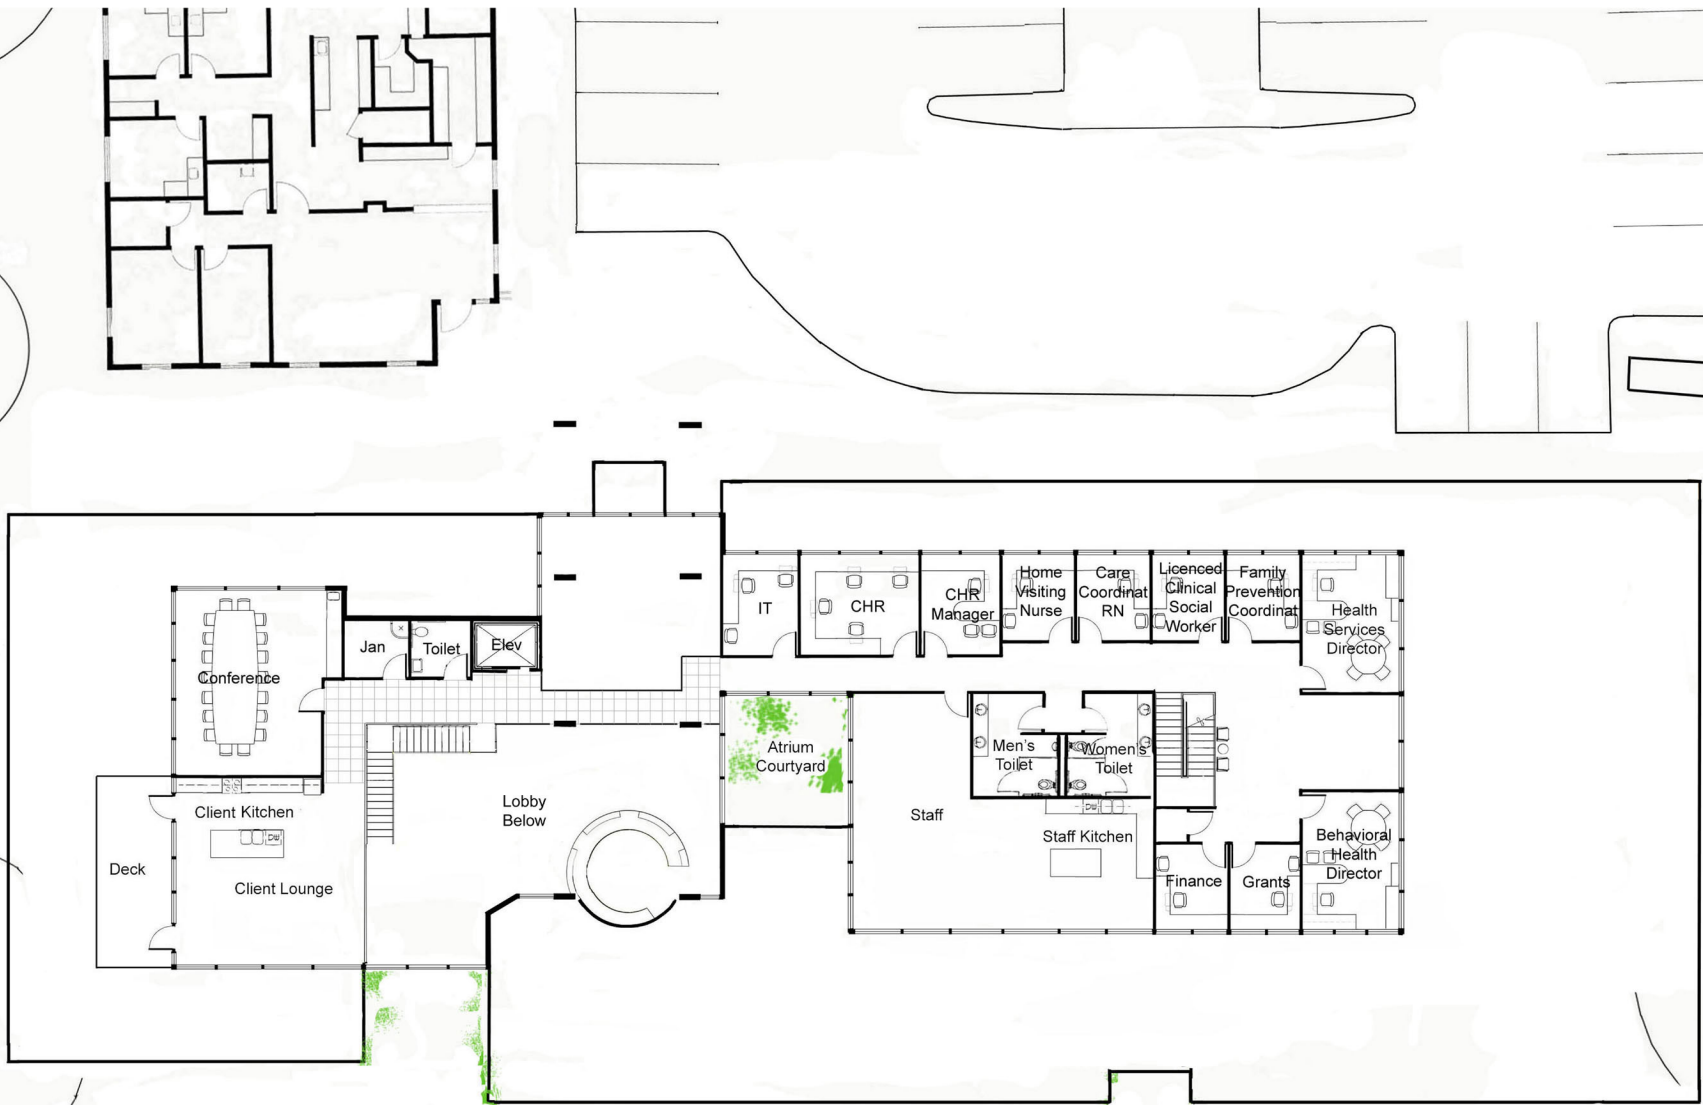 Home
Visiting
Nurse
Care
Coordinat
RN
Licenced
Clinical
Social
Worker
Family
Prevention
Coordinat
IT
CHR
CHR
Manager
Health
Services
Director
Jan
Toilet
Elev
Conference
Atrium
Courtyard
Men's
Toilet
Women's
Toilet
Client Kitchen
Lobby
Below
Staff
Staff Kitchen
Behavioral
Health
Director
Deck
Client Lounge
Finance
Grants